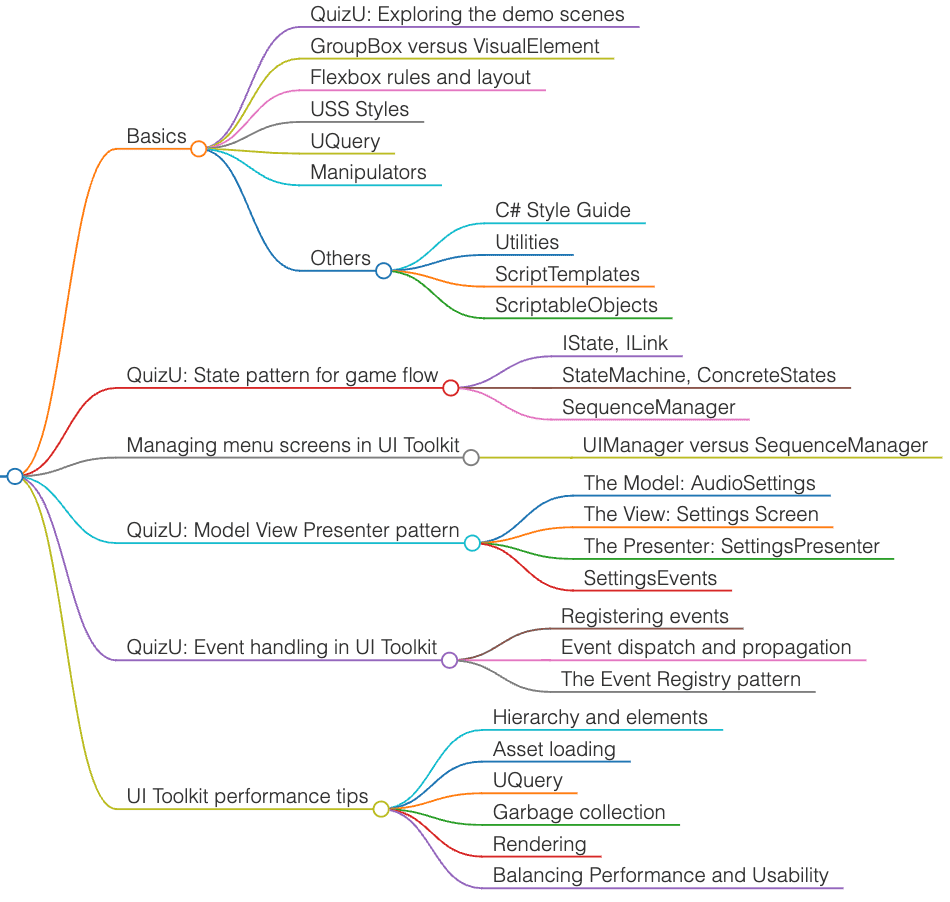 QuizU: Exploring the demo scenes
GroupBox versus VisualElement
Flexbox rules and layout
USS Styles
Basics
UQuery
Manipulators
C# Style Guide
Utilities
Others
ScriptTemplates
ScriptableObjects
IState, ILink
QuizU: State pattern for game flow
StateMachine, ConcreteStates
SequenceManager
Managing menu screens in UI Toolkit
UIManager versus SequenceManager
The Model: AudioSettings
The View: Settings Screen
QuizU: Model View Presenter pattern
The Presenter: SettingsPresenter
SettingsEvents
Registering events
QuizU: Event handling in UI Toolkit
Event dispatch and propagation
The Event Registry pattern
Hierarchy and elements
Asset loading
UQuery
UI Toolkit performance tips
Garbage collection
Rendering
Balancing Performance and Usability